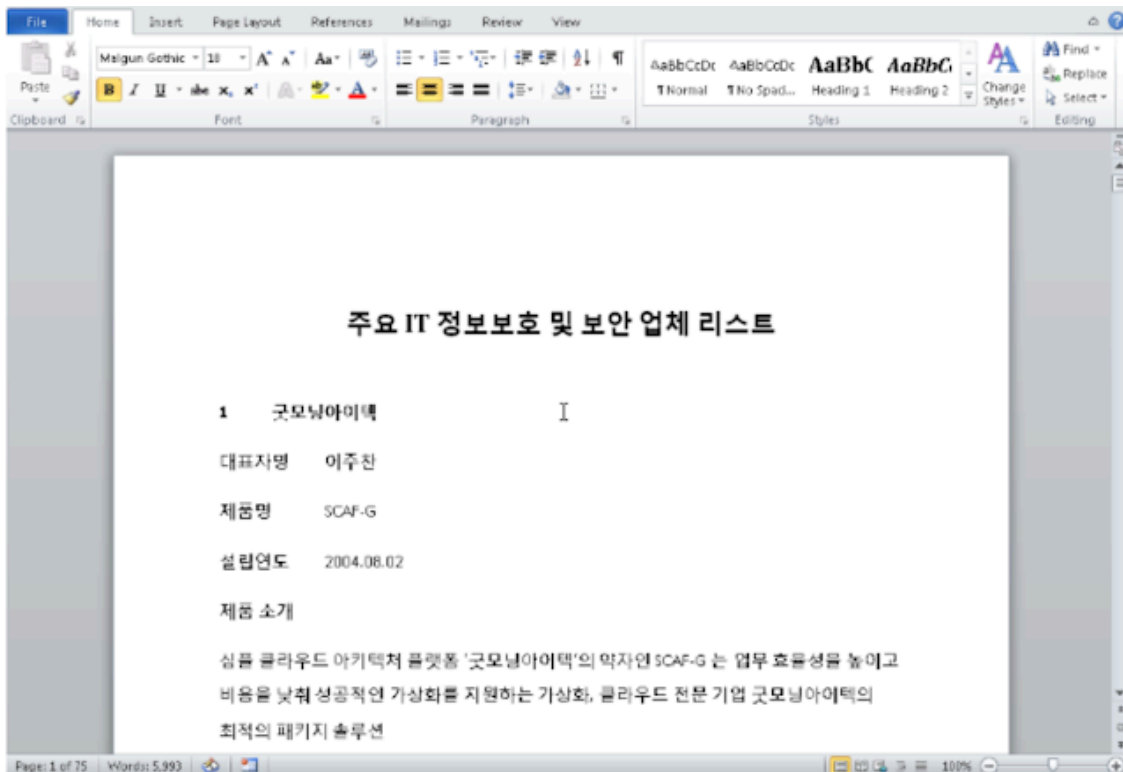 File Home Insert Page Layout References Mailings Review View
Malgun Gothic 18 Aa
Paste
B I U abc x, x'
AaBbCcDc AaBbCcDc AaBbC AaBbC
¶ Normal ¶ No Spad... Heading 1 Heading 2
Change Styles
Find
Replace
Select
Clipboard Font Paragraph Styles Editing
주요 IT 정보보호 및 보안 업체 리스트
1 굿모닝아이텍
대표자명 이주찬
제품명 SCAF-G
설립연도 2004.08.02
제품 소개
심플 클라우드 아키텍처 플랫폼 '굿모닝아이텍'의 약자인 SCAF-G 는 업무 효율성을 높이고
비용을 낮춰 성공적인 가상화를 지원하는 가상화, 클라우드 전문 기업 굿모닝아이텍의
최적의 패키지 솔루션
Page: 1 of 75 Words: 5,993 100%